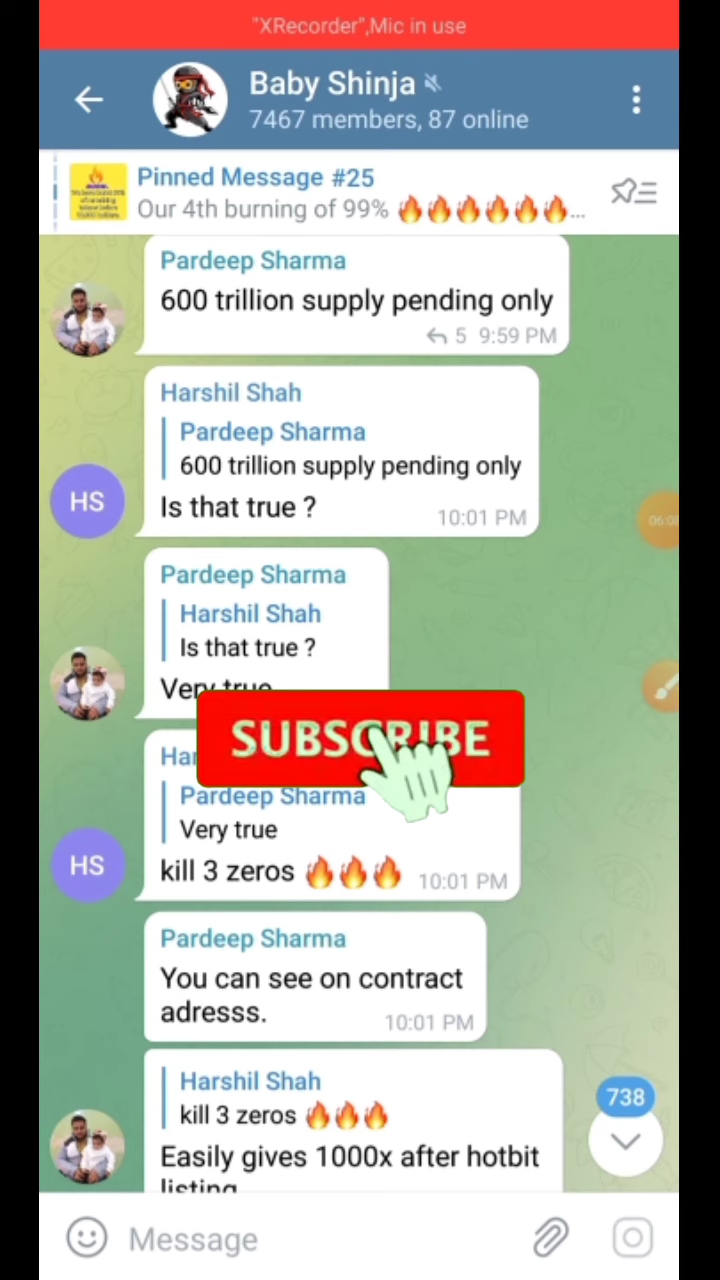 "XRecorder",Mic in use
Baby Shinja
7467 members, 87 online
Pinned Message #25
Our 4th burning of 99% 🔥🔥🔥🔥🔥🔥...
Pardeep Sharma
600 trillion supply pending only
5 9:59 PM
Harshil Shah
Pardeep Sharma
600 trillion supply pending only
HS
Is that true ?
10:01 PM
Pardeep Sharma
Harshil Shah
Is that true ?
Very true
SUBSCRIBE
Har
Pardeep Sharma
Very true
HS
kill 3 zeros 🔥🔥🔥 10:01 PM
Pardeep Sharma
You can see on contract
adresss.
10:01 PM
Harshil Shah
kill 3 zeros 🔥🔥🔥
738
Easily gives 1000x after hotbit
listing
Message